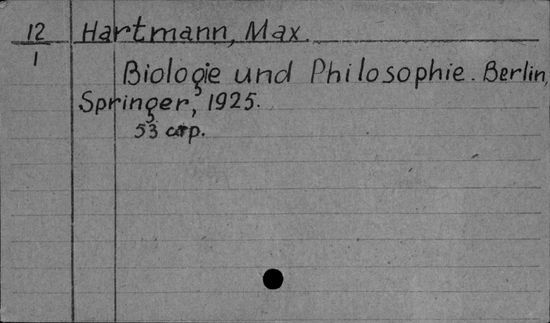 12
1
Hartmann, Max.
Biologie und Philosophie. Berlin,
Springer, 1925.
53 стр.